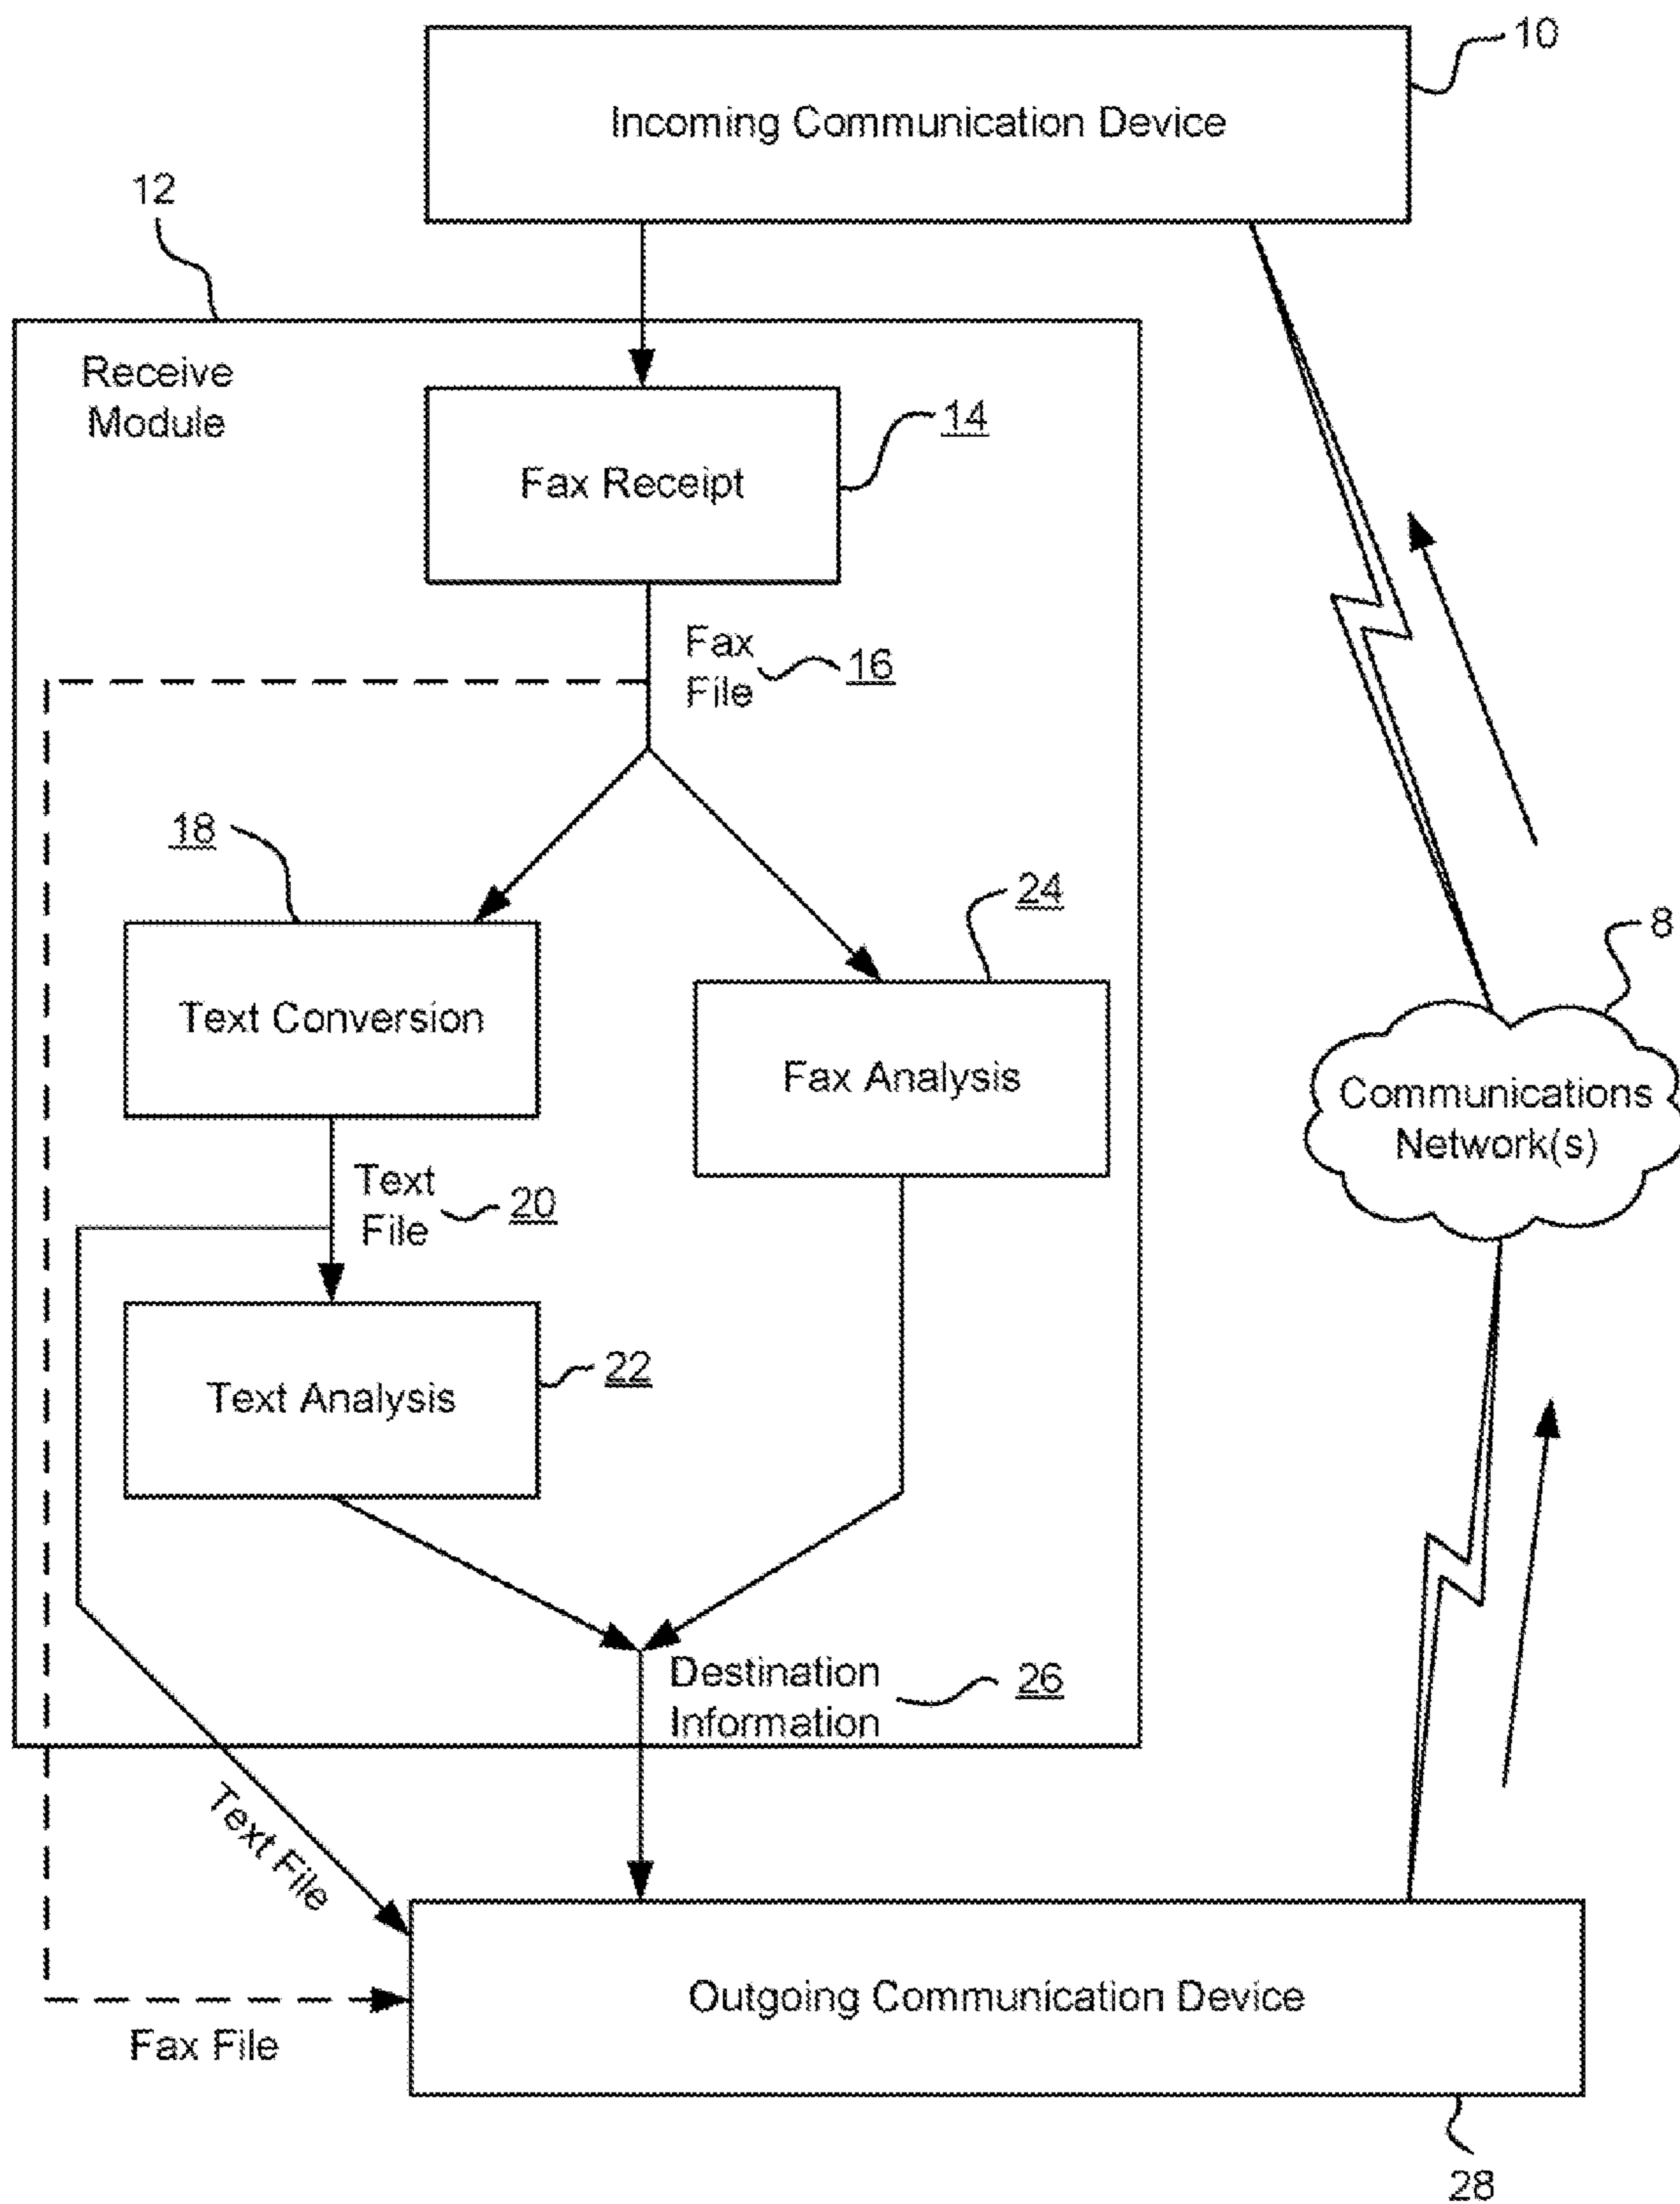 10
Incoming Communication Device
12
Receive
Module
14
Fax Receipt
Fax
File
16
18
24
8
Text Conversion
Fax Analysis
Communications
Network(s)
Text
File
20
22
Text Analysis
Destination
Information
26
Text File
Outgoing Communication Device
Fax File
28